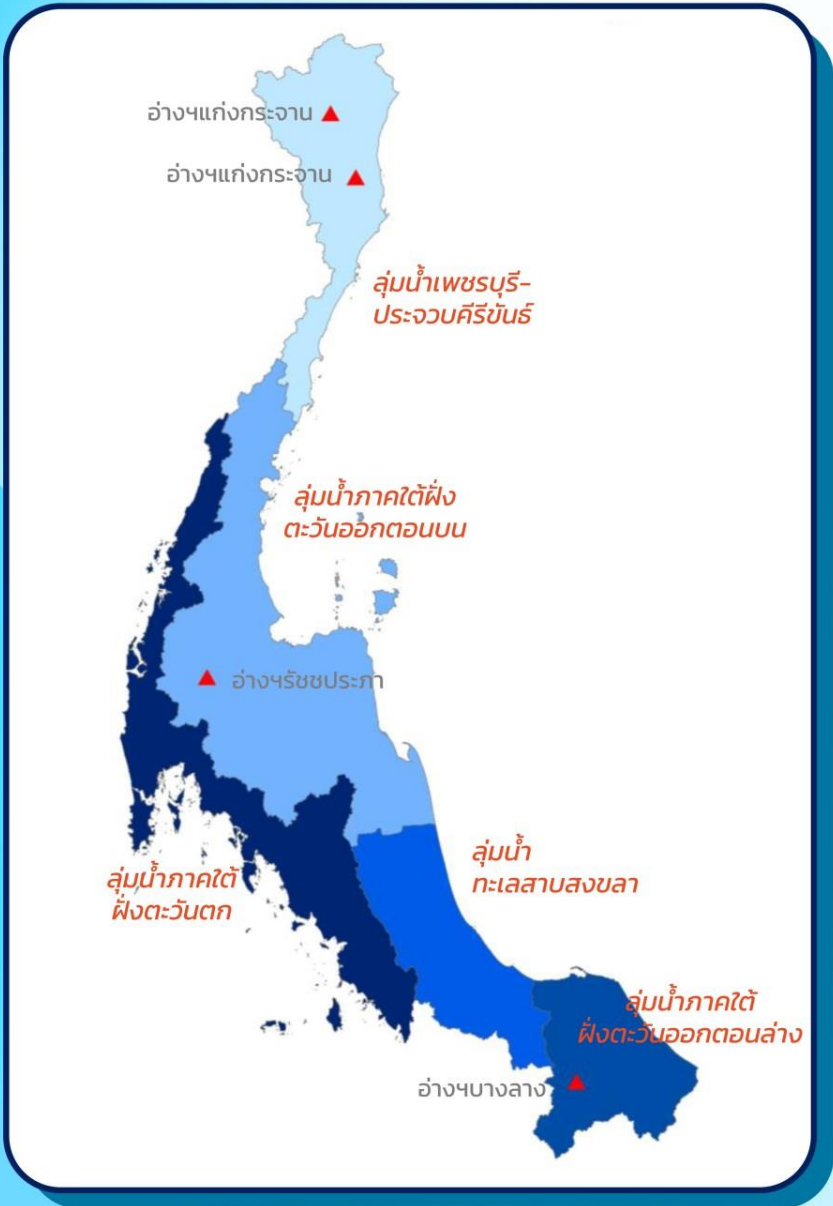 อ่างฯแก่งกระจาน
อ่างฯแก่งกระจาน
ลุ่มน้ำเพชรบุรี-
ประจวบคีรีขันธ์
ลุ่มน้ำภาคใต้ฝั่ง
ตะวันออกตอนบน
อ่างฯรัชชประภา
ลุ่มน้ำ
ทะเลสาบสงขลา
ลุ่มน้ำภาคใต้
ฝั่งตะวันตก
ลุ่มน้ำภาคใต้
ฝั่งตะวันออกตอนล่าง
อ่างฯบางลาง